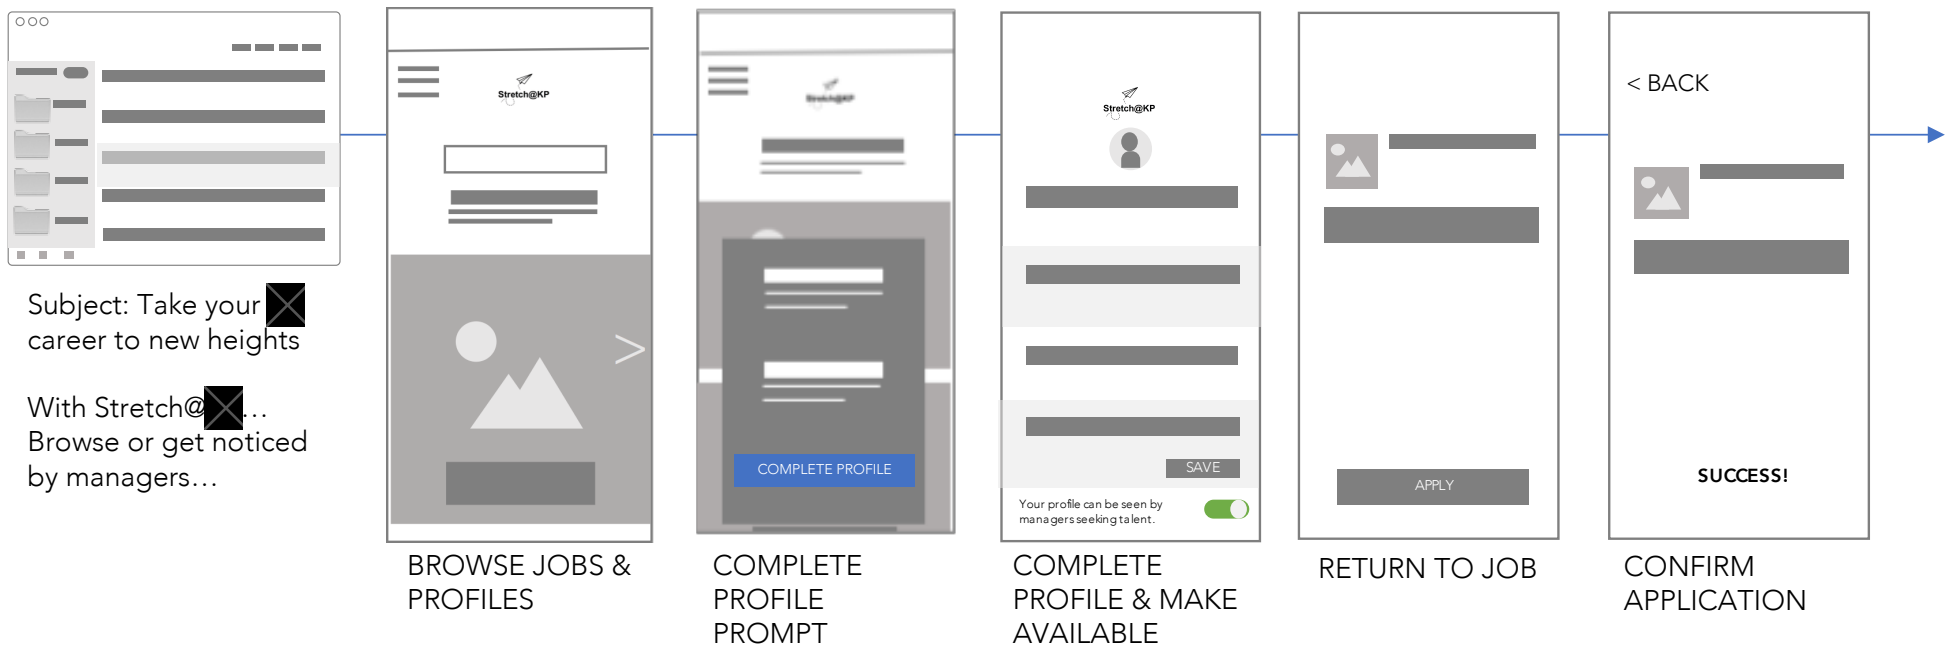 Subject: Take your
career to new heights
With Stretch@ ...
Browse or get noticed
by managers...
Stretch@KP
>
BROWSE JOBS &
PROFILES
Stretch@KP
COMPLETE PROFILE
COMPLETE
PROFILE
PROMPT
Stretch@KP
SAVE
Your profile can be seen by
managers seeking talent.
COMPLETE
PROFILE & MAKE
AVAILABLE
APPLY
RETURN TO JOB
< BACK
SUCCESS!
CONFIRM
APPLICATION